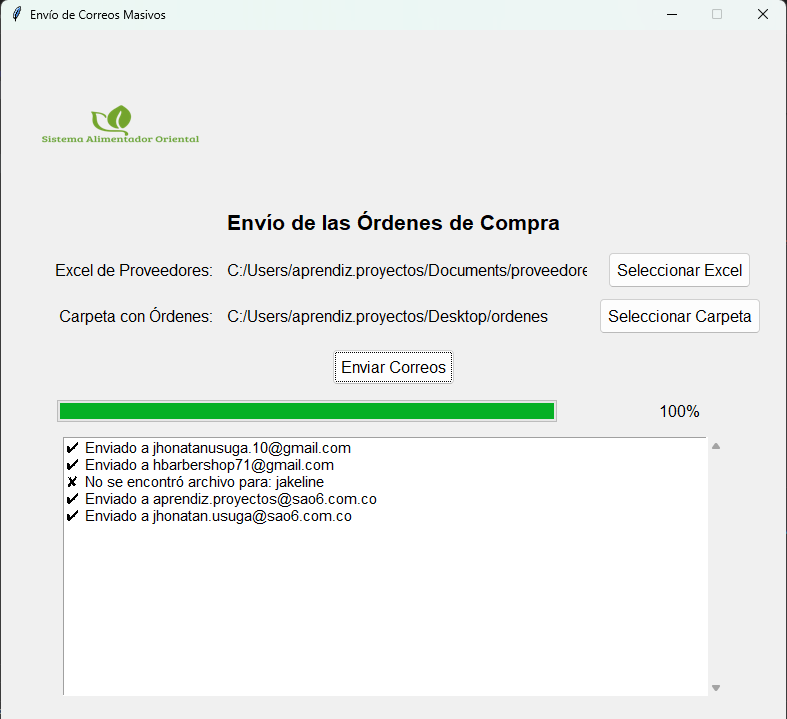 Envío de Correos Masivos
Sistema Alimentador Oriental
Envío de las Órdenes de Compra
Excel de Proveedores: C:/Users/aprendiz.proyectos/Documents/proveedore Seleccionar Excel
Carpeta con Órdenes: C:/Users/aprendiz.proyectos/Desktop/ordenes Seleccionar Carpeta
Enviar Correos
100%
✔ Enviado a jhonatanusuga.10@gmail.com
✔ Enviado a hbarbershop71@gmail.com
✘ No se encontró archivo para: jakeline
✔ Enviado a aprendiz.proyectos@sao6.com.co
✔ Enviado a jhonatan.usuga@sao6.com.co